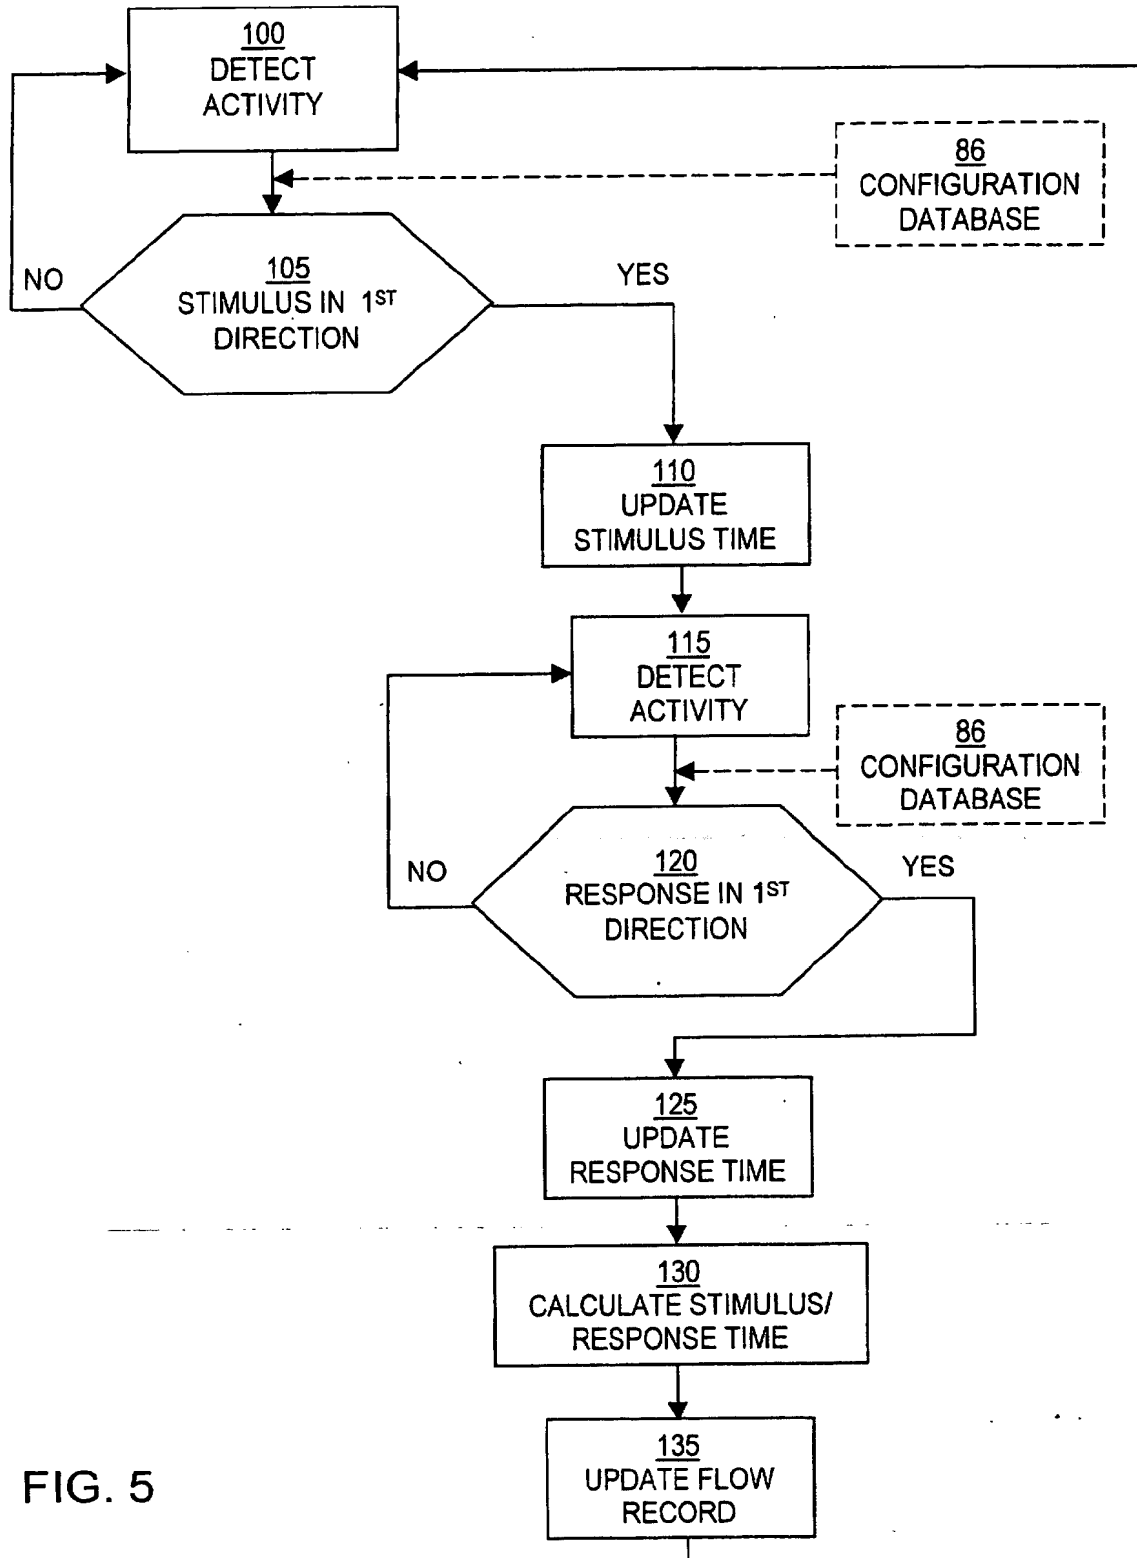 100
DETECT
ACTIVITY
86
CONFIGURATION
DATABASE
NO
105
STIMULUS IN 1ST
DIRECTION
YES
110
UPDATE
STIMULUS TIME
115
DETECT
ACTIVITY
86
CONFIGURATION
DATABASE
NO
120
RESPONSE IN 1ST
DIRECTION
YES
125
UPDATE
RESPONSE TIME
130
CALCULATE STIMULUS/
RESPONSE TIME
135
UPDATE FLOW
RECORD
FIG. 5